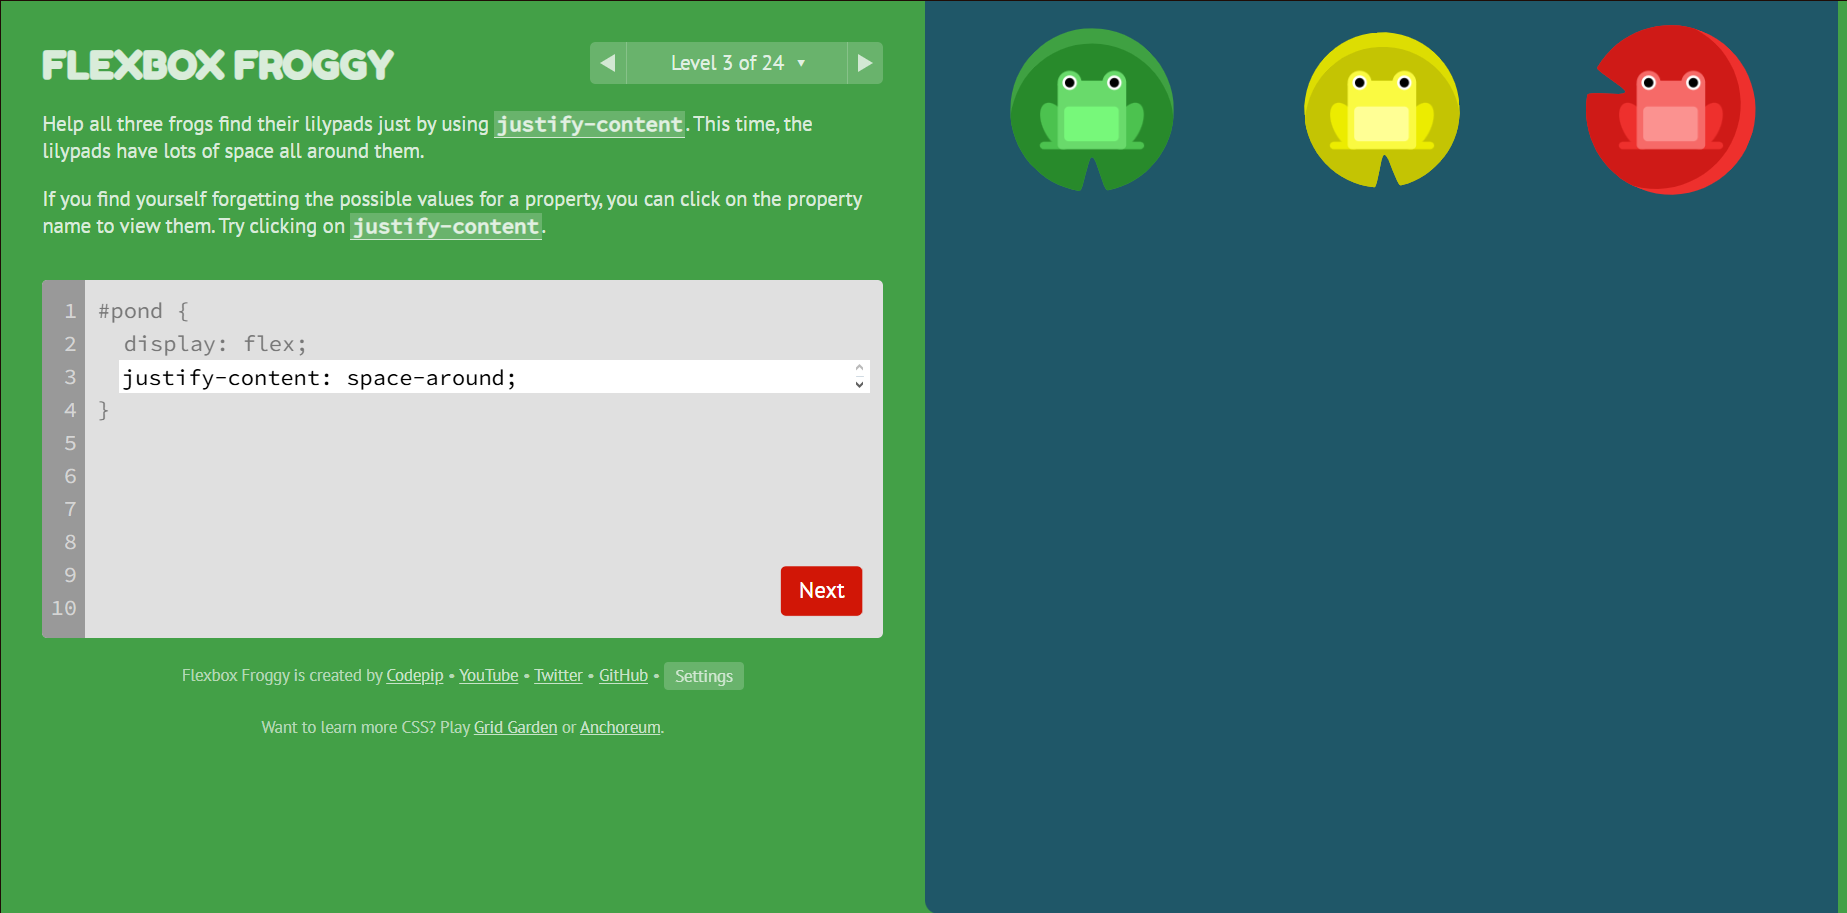 FLEXBOX FROGGY
Level 3 of 24
Help all three frogs find their lilypads just by using justify-content. This time, the
lilypads have lots of space all around them.
If you find yourself forgetting the possible values for a property, you can click on the property
name to view them. Try clicking on justify-content.
1 #pond {
2 display: flex;
3 justify-content: space-around;
4 }
5
6
7
8
9
10
Next
Flexbox Froggy is created by Codepip • YouTube • Twitter • GitHub • Settings
Want to learn more CSS? Play Grid Garden or Anchoreum.